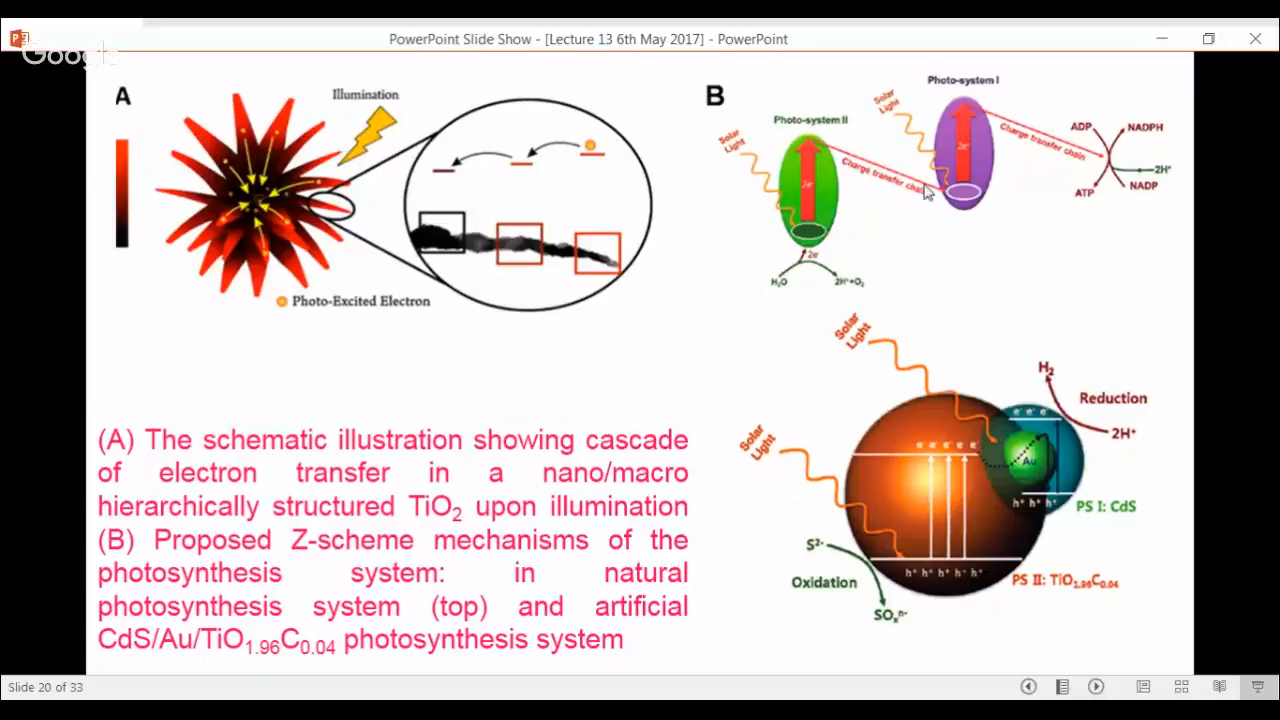 PowerPoint Slide Show - [Lecture 13 6th May 2017] - PowerPoint
Google
A
Illumination
Photo-Excited Electron
B
Photo-system I
Solar
Light
Photo-system II
Solar
Light
2e⁻
2e⁻
Charge transfer chain
Charge transfer chain
ADP
NADPH
2H⁺
ATP
NADP
2e⁻
H₂O
2H⁺+O₂
Solar
Light
Solar
Light
H₂
Reduction
2H⁺
e⁻ e⁻ e⁻
e⁻ e⁻ e⁻ e⁻
Au
h⁺ h⁺ h⁺
PS I: CdS
S²⁻
Oxidation
h⁺ h⁺ h⁺ h⁺ h⁺
PS II: TiO₁.₉₆C₀.₀₄
SOₓⁿ⁻
(A) The schematic illustration showing cascade
of electron transfer in a nano/macro
hierarchically structured TiO₂ upon illumination
(B) Proposed Z-scheme mechanisms of the
photosynthesis system: in natural
photosynthesis system (top) and artificial
CdS/Au/TiO₁.₉₆C₀.₀₄ photosynthesis system
Slide 20 of 33